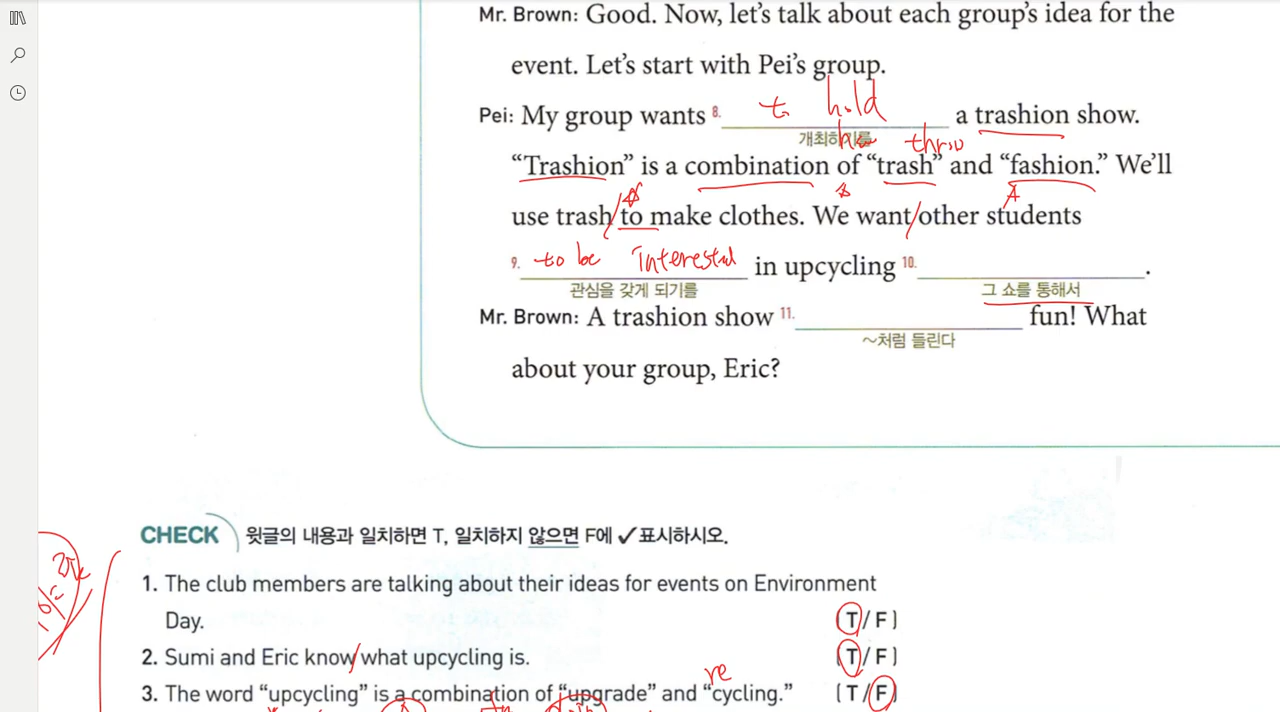 Mr. Brown: Good. Now, let's talk about each group's idea for the
event. Let's start with Pei's group.
Pei: My group wants 8. to hold a trashion show.
개최하기를 throw
"Trashion" is a combination of "trash" and "fashion." We'll
use trash/to make clothes. We want/other students
9. to be interested in upcycling 10. .
관심을 갖게 되기를 그 쇼를 통해서
Mr. Brown: A trashion show 11. fun! What
~처럼 들린다
about your group, Eric?
CHECK 윗글의 내용과 일치하면 T, 일치하지 않으면 F에 ✓표시하시오.
1. The club members are talking about their ideas for events on Environment
Day. (T/F)
2. Sumi and Eric know/what upcycling is. (T/F)
re
3. The word "upcycling" is a combination of "upgrade" and "cycling." (T/F)